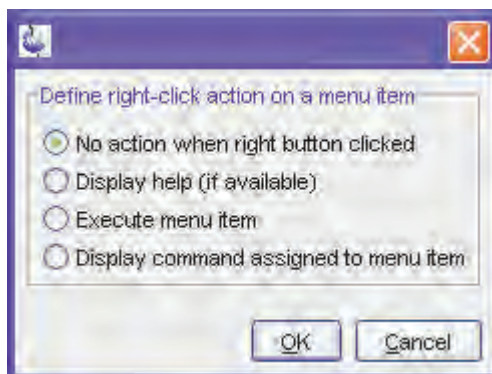 Define right-click action on a menu item
No action when right button clicked
Display help (if available)
Execute menu item
Display command assigned to menu item
OK
Cancel